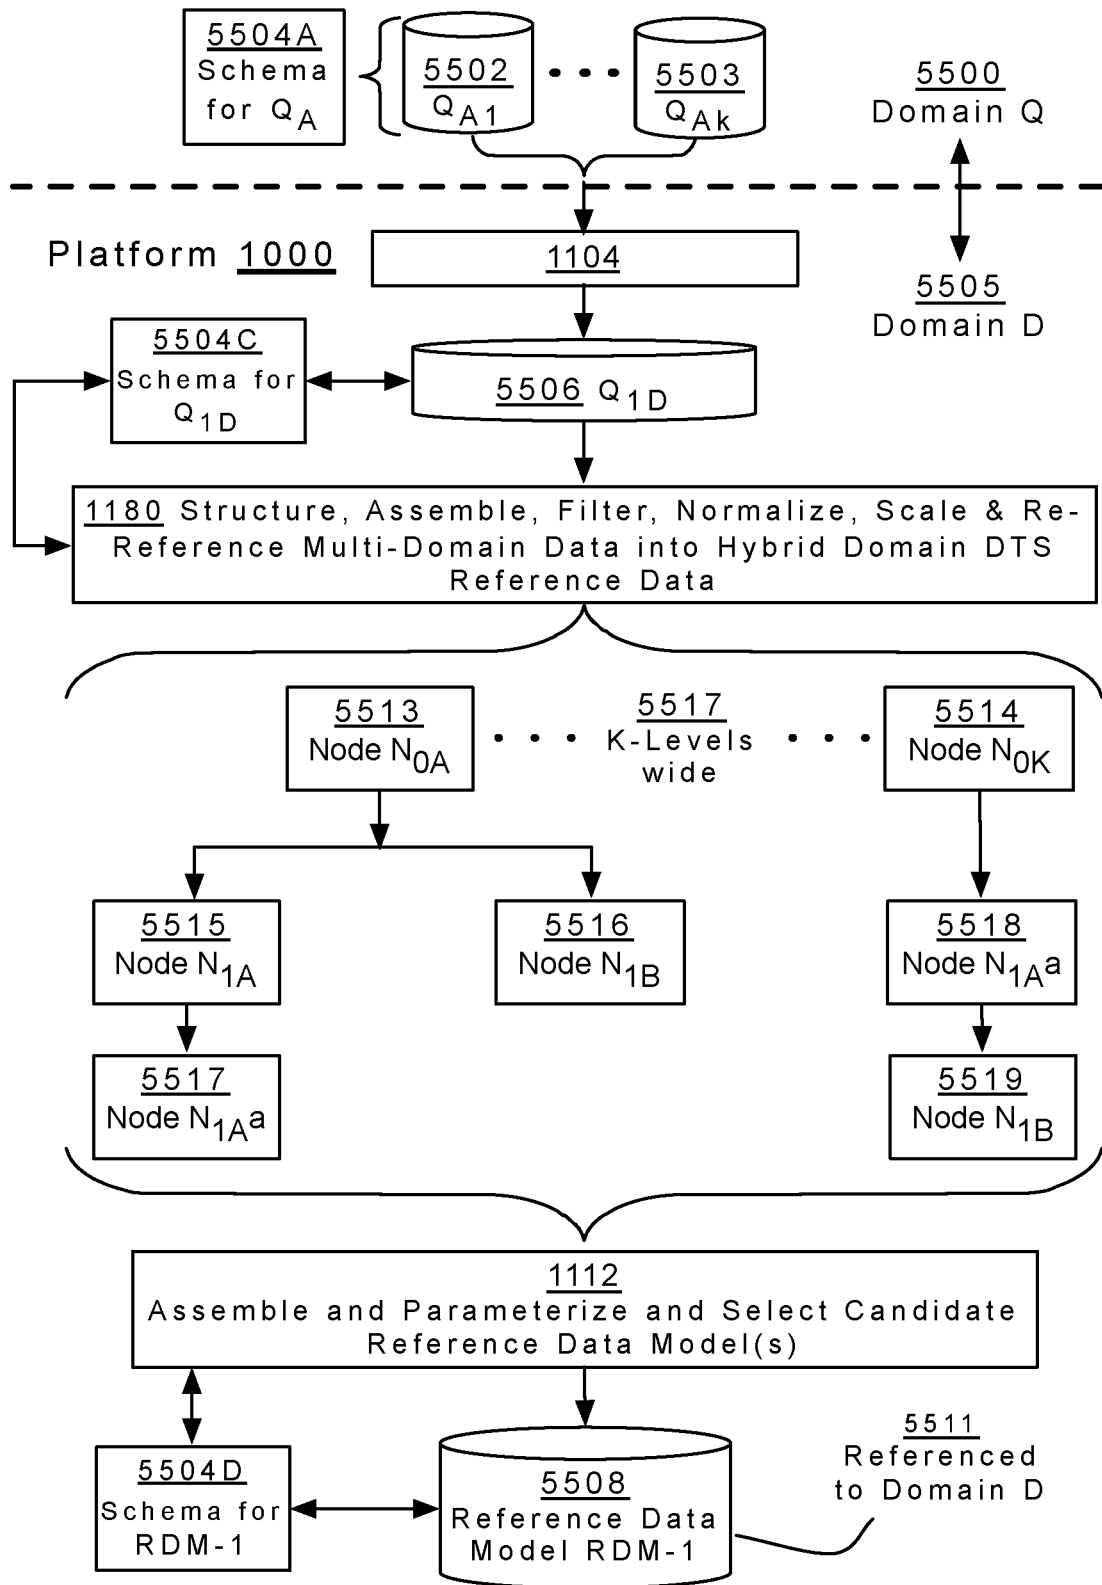 5504A
Schema
for QA
5502
QA1
5503
QAk
5500
Domain Q
Platform 1000
1104
5505
Domain D
5504C
Schema for
Q1D
5506 Q1D
1180 Structure, Assemble, Filter, Normalize, Scale & Re-
Reference Multi-Domain Data into Hybrid Domain DTS
Reference Data
5513
Node N0A
5517
K-Levels
wide
5514
Node N0K
5515
Node N1A
5516
Node N1B
5518
Node N1Aa
5517
Node N1Aa
5519
Node N1B
1112
Assemble and Parameterize and Select Candidate
Reference Data Model(s)
5504D
Schema for
RDM-1
5508
Reference Data
Model RDM-1
5511
Referenced
to Domain D